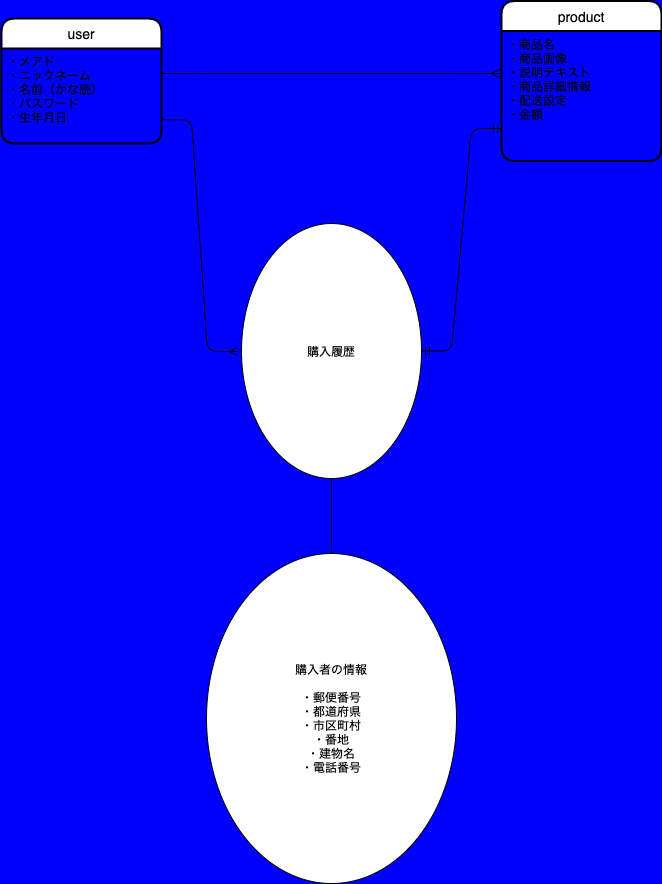 user
・メアド
・ニックネーム
・名前（かな読）
・パスワード
・生年月日
product
・商品名
・商品画像
・説明テキスト
・商品詳細情報
・配送設定
・金額
購入履歴
購入者の情報
・郵便番号
・都道府県
・市区町村
・番地
・建物名
・電話番号